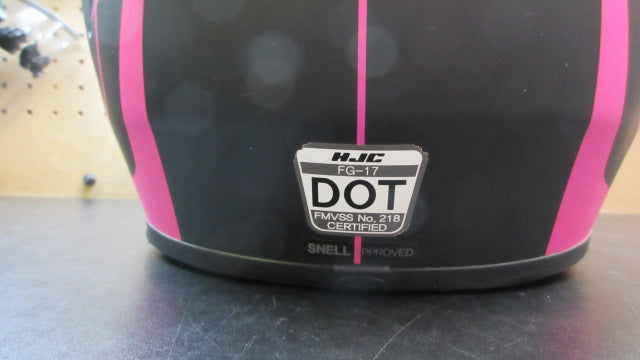 HJC
FG-17
DOT
FMVSS No. 218
CERTIFIED
SNELL APPROVED